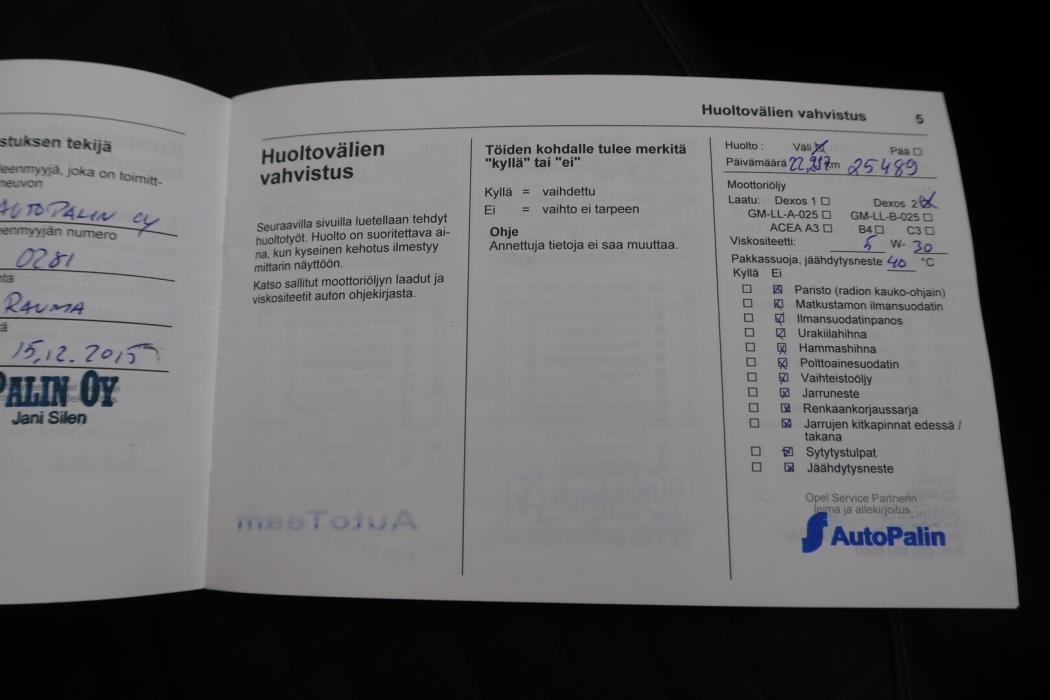 stuksen tekijä
eenmyyjä, joka on toimitt-
neuvon
AUTOPALIN OY
enmyyjän numero
0281
RAUMA
15.12.2015
PALIN OY
Jani Silen
Huoltovälien vahvistus 5
Huoltovälien
vahvistus
Seuraavilla sivuilla luetellaan tehdyt
huoltotyöt. Huolto on suoritettava ai-
na, kun kyseinen kehotus ilmestyy
mittarin näyttöön.
Katso sallitut moottoriöljyn laadut ja
viskositeetit auton ohjekirjasta.
Töiden kohdalle tulee merkitä
"kyllä" tai "ei"
Kyllä = vaihdettu
Ei = vaihto ei tarpeen
Ohje
Annettuja tietoja ei saa muuttaa.
Huolto : Väli ☒ Pää ☐
Päivämäärä km 25489
Moottoriöljy
Laatu: Dexos 1 ☐ Dexos 2 ☒
GM-LL-A-025 ☐ GM-LL-B-025 ☐
ACEA A3 ☐ B4 ☐ C3 ☐
Viskositeetti: 5 W- 30
Pakkassuoja, jäähdytysneste 40 °C
Kyllä Ei
☐ ☒ Paristo (radion kauko-ohjain)
☐ ☒ Matkustamon ilmansuodatin
☐ ☒ Ilmansuodatinpanos
☐ ☒ Urakiilahihna
☐ ☒ Hammashihna
☐ ☒ Polttoainesuodatin
☐ ☒ Vaihteistoöljy
☐ ☒ Jarruneste
☐ ☒ Renkaankorjaussarja
☐ ☒ Jarrujen kitkapinnat edessä /
takana
☐ ☒ Sytytystulpat
☐ ☒ Jäähdytysneste
Opel Service Partnerin
leima ja allekirjoitus
AutoPalin